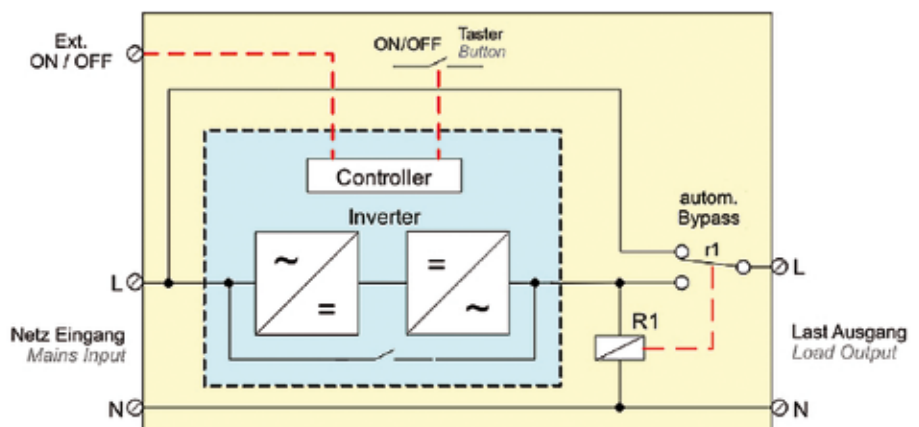 Ext.
ON / OFF
ON/OFF
Taster
Button
Controller
Inverter
~
=
=
~
autom.
Bypass
r1
L
L
R1
Netz Eingang
Mains Input
Last Ausgang
Load Output
N
N